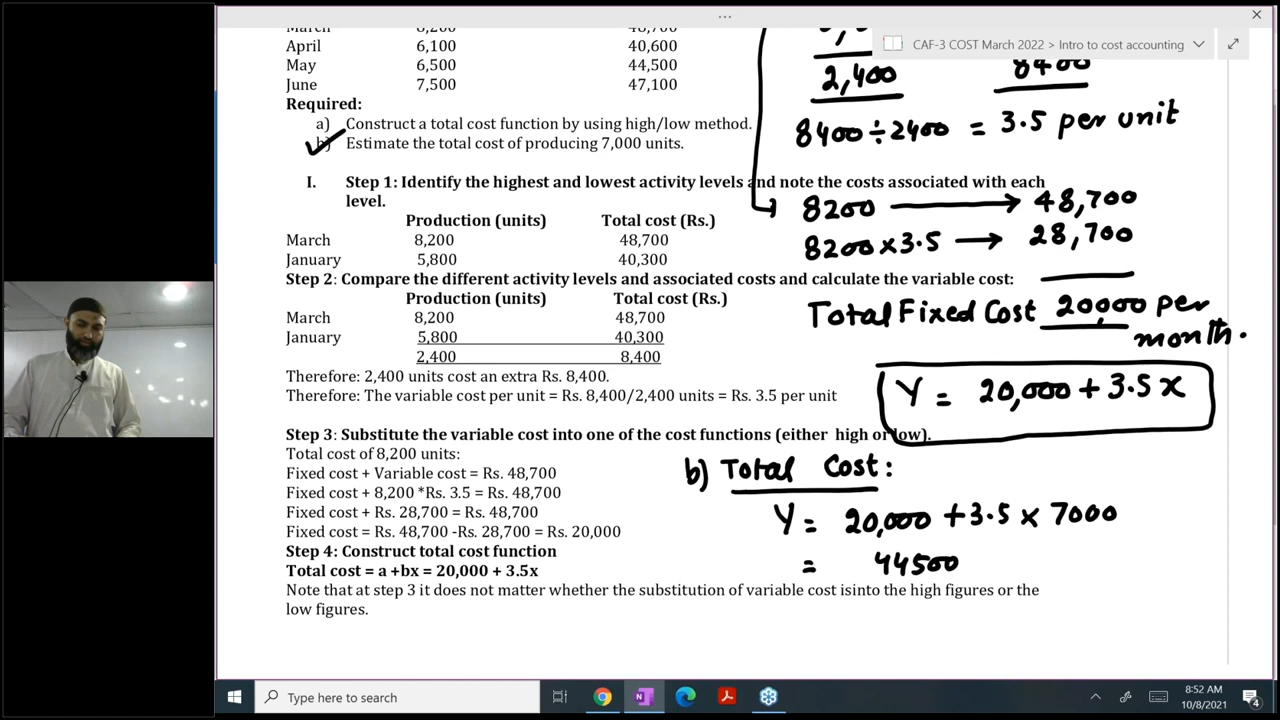 CAF-3 COST March 2022 > Intro to cost accounting
March 8,200 48,700
April 6,100 40,600
May 6,500 44,500
June 7,500 47,100
Required:
a) Construct a total cost function by using high/low method.
b) Estimate the total cost of producing 7,000 units.
I. Step 1: Identify the highest and lowest activity levels and note the costs associated with each
level.
Production (units) Total cost (Rs.)
March 8,200 48,700
January 5,800 40,300
Step 2: Compare the different activity levels and associated costs and calculate the variable cost:
Production (units) Total cost (Rs.)
March 8,200 48,700
January 5,800 40,300
2,400 8,400
Therefore: 2,400 units cost an extra Rs. 8,400.
Therefore: The variable cost per unit = Rs. 8,400/2,400 units = Rs. 3.5 per unit
Step 3: Substitute the variable cost into one of the cost functions (either high or low).
Total cost of 8,200 units:
Fixed cost + Variable cost = Rs. 48,700
Fixed cost + 8,200 *Rs. 3.5 = Rs. 48,700
Fixed cost + Rs. 28,700 = Rs. 48,700
Fixed cost = Rs. 48,700 -Rs. 28,700 = Rs. 20,000
Step 4: Construct total cost function
Total cost = a +bx = 20,000 + 3.5x
Note that at step 3 it does not matter whether the substitution of variable cost isinto the high figures or the
low figures.
2,400 8400
8400 ÷ 2400 = 3.5 per unit
8200 → 48,700
8200 x 3.5 → 28,700
Total Fixed Cost 20,000 per
month.
Y = 20,000 + 3.5 x
b) Total Cost:
Y = 20,000 + 3.5 x 7000
= 44500
Type here to search
8:52 AM
10/8/2021
4